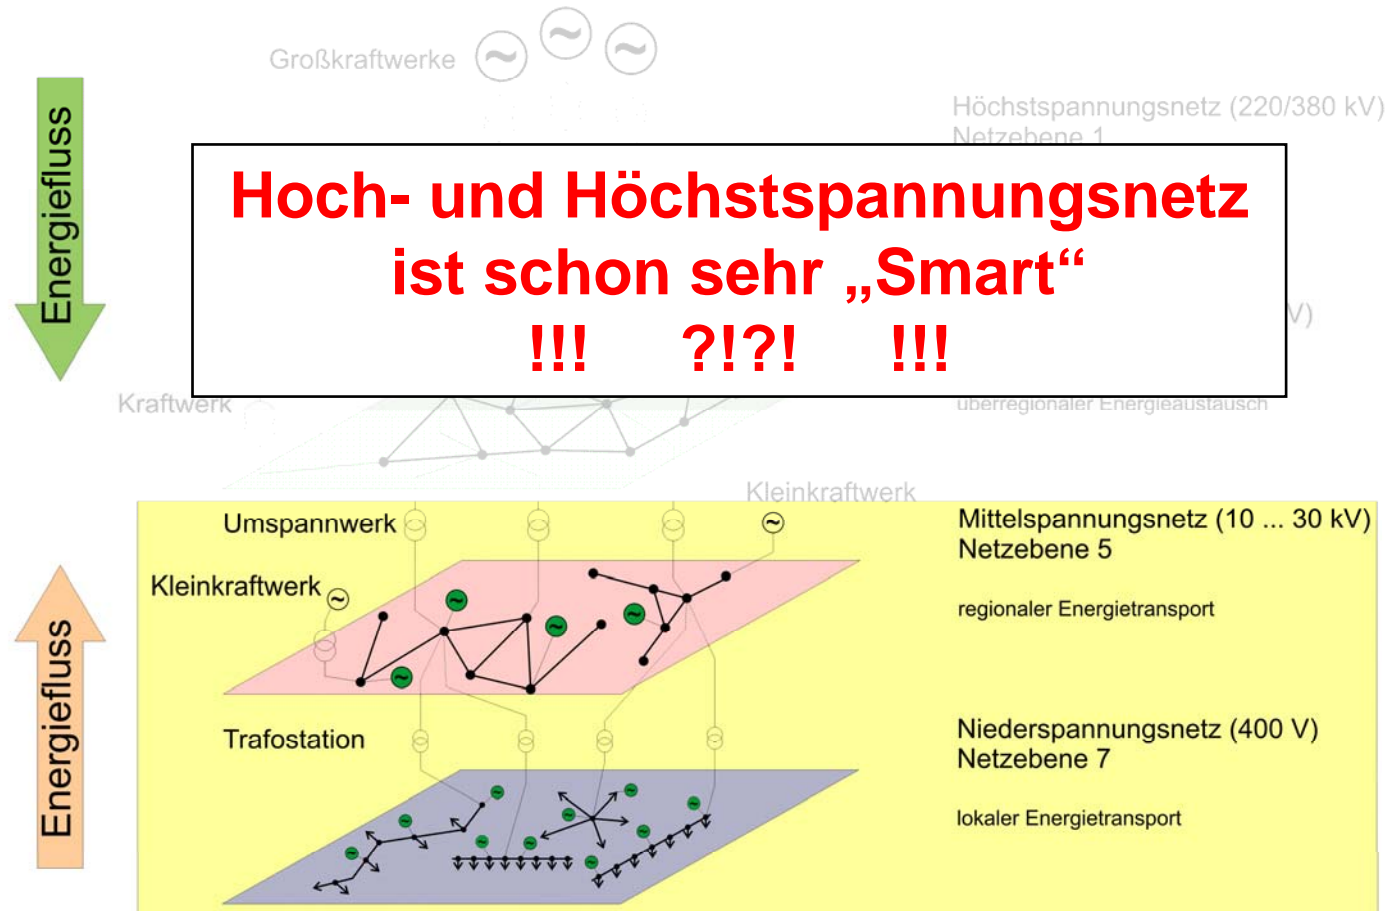 Großkraftwerke
Energiefluss
Höchstspannungsnetz (220/380 kV)
Netzebene 1
Hoch- und Höchstspannungsnetz
ist schon sehr „Smart“
!!! ?!?! !!!
V)
Kraftwerk
überregionaler Energieaustausch
Kleinkraftwerk
Umspannwerk
Mittelspannungsnetz (10 ... 30 kV)
Netzebene 5
Kleinkraftwerk
regionaler Energietransport
Energiefluss
Trafostation
Niederspannungsnetz (400 V)
Netzebene 7
lokaler Energietransport